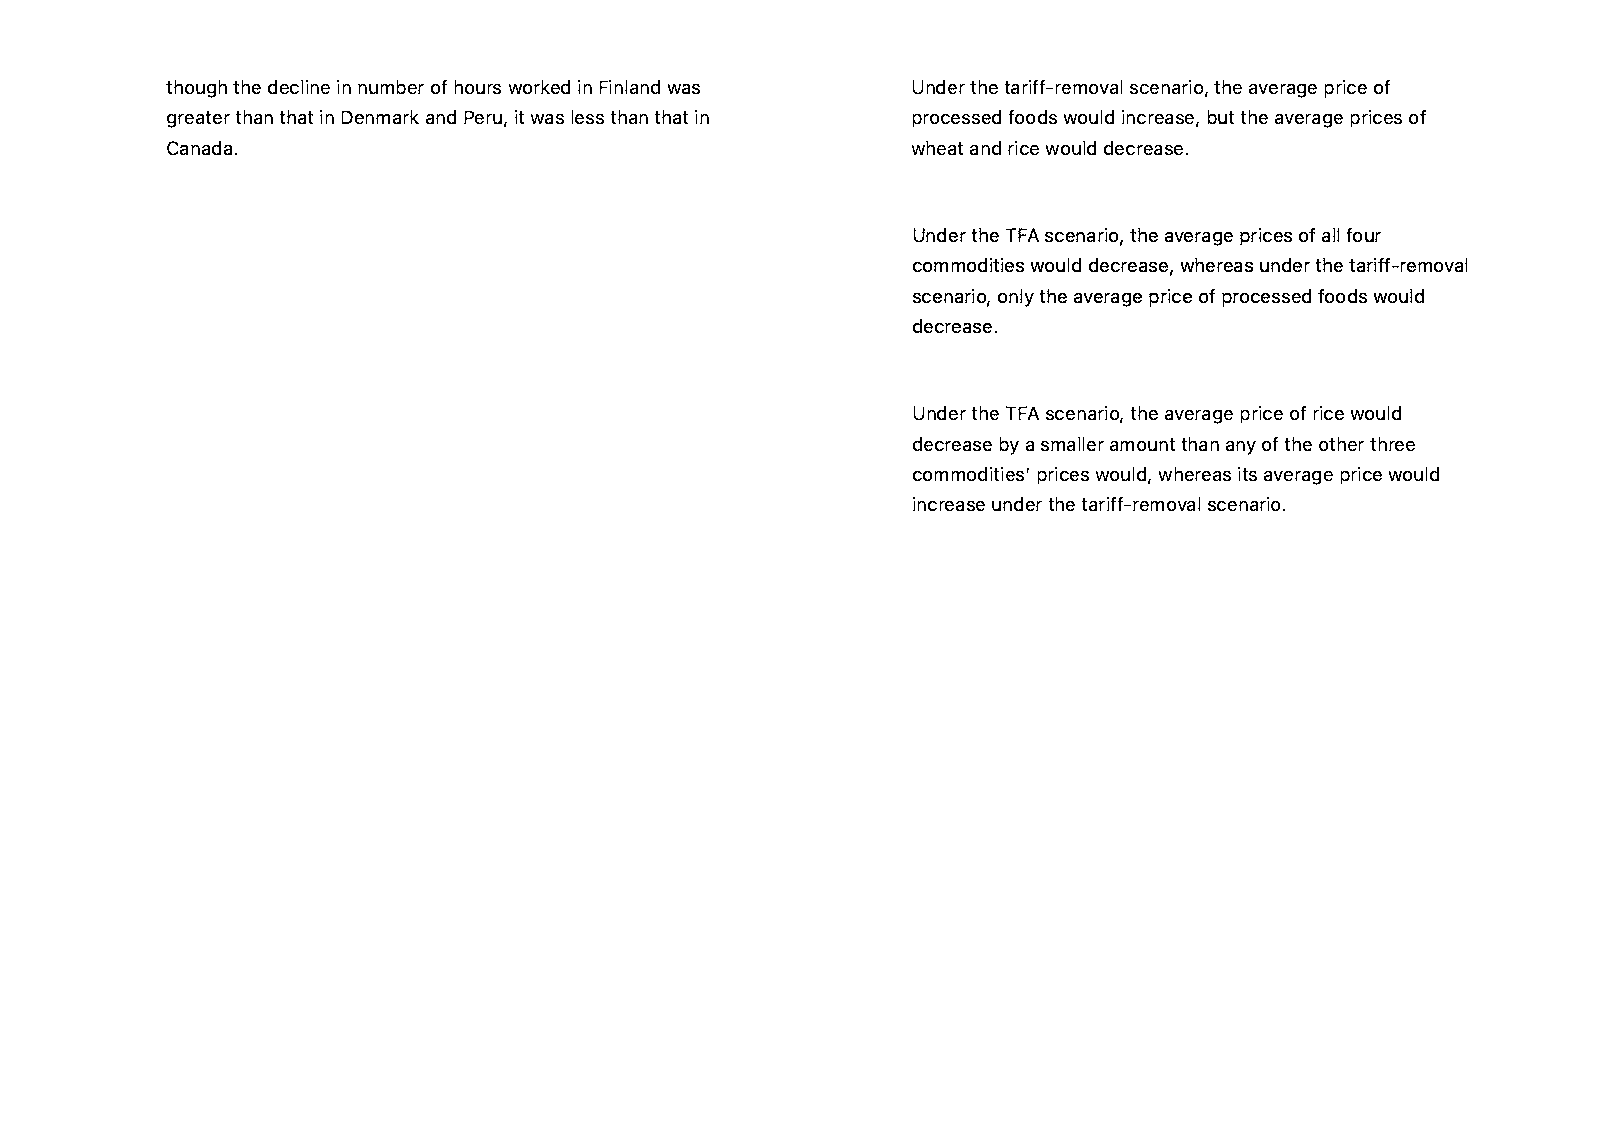 though the decline in number of hours worked in Finland was
greater than that in Denmark and Peru, it was less than that in
Canada.
Under the tariff-removal scenario, the average price of
processed foods would increase, but the average prices of
wheat and rice would decrease.
Under the TFA scenario, the average prices of all four
commodities would decrease, whereas under the tariff-removal
scenario, only the average price of processed foods would
decrease.
Under the TFA scenario, the average price of rice would
decrease by a smaller amount than any of the other three
commodities' prices would, whereas its average price would
increase under the tariff-removal scenario.